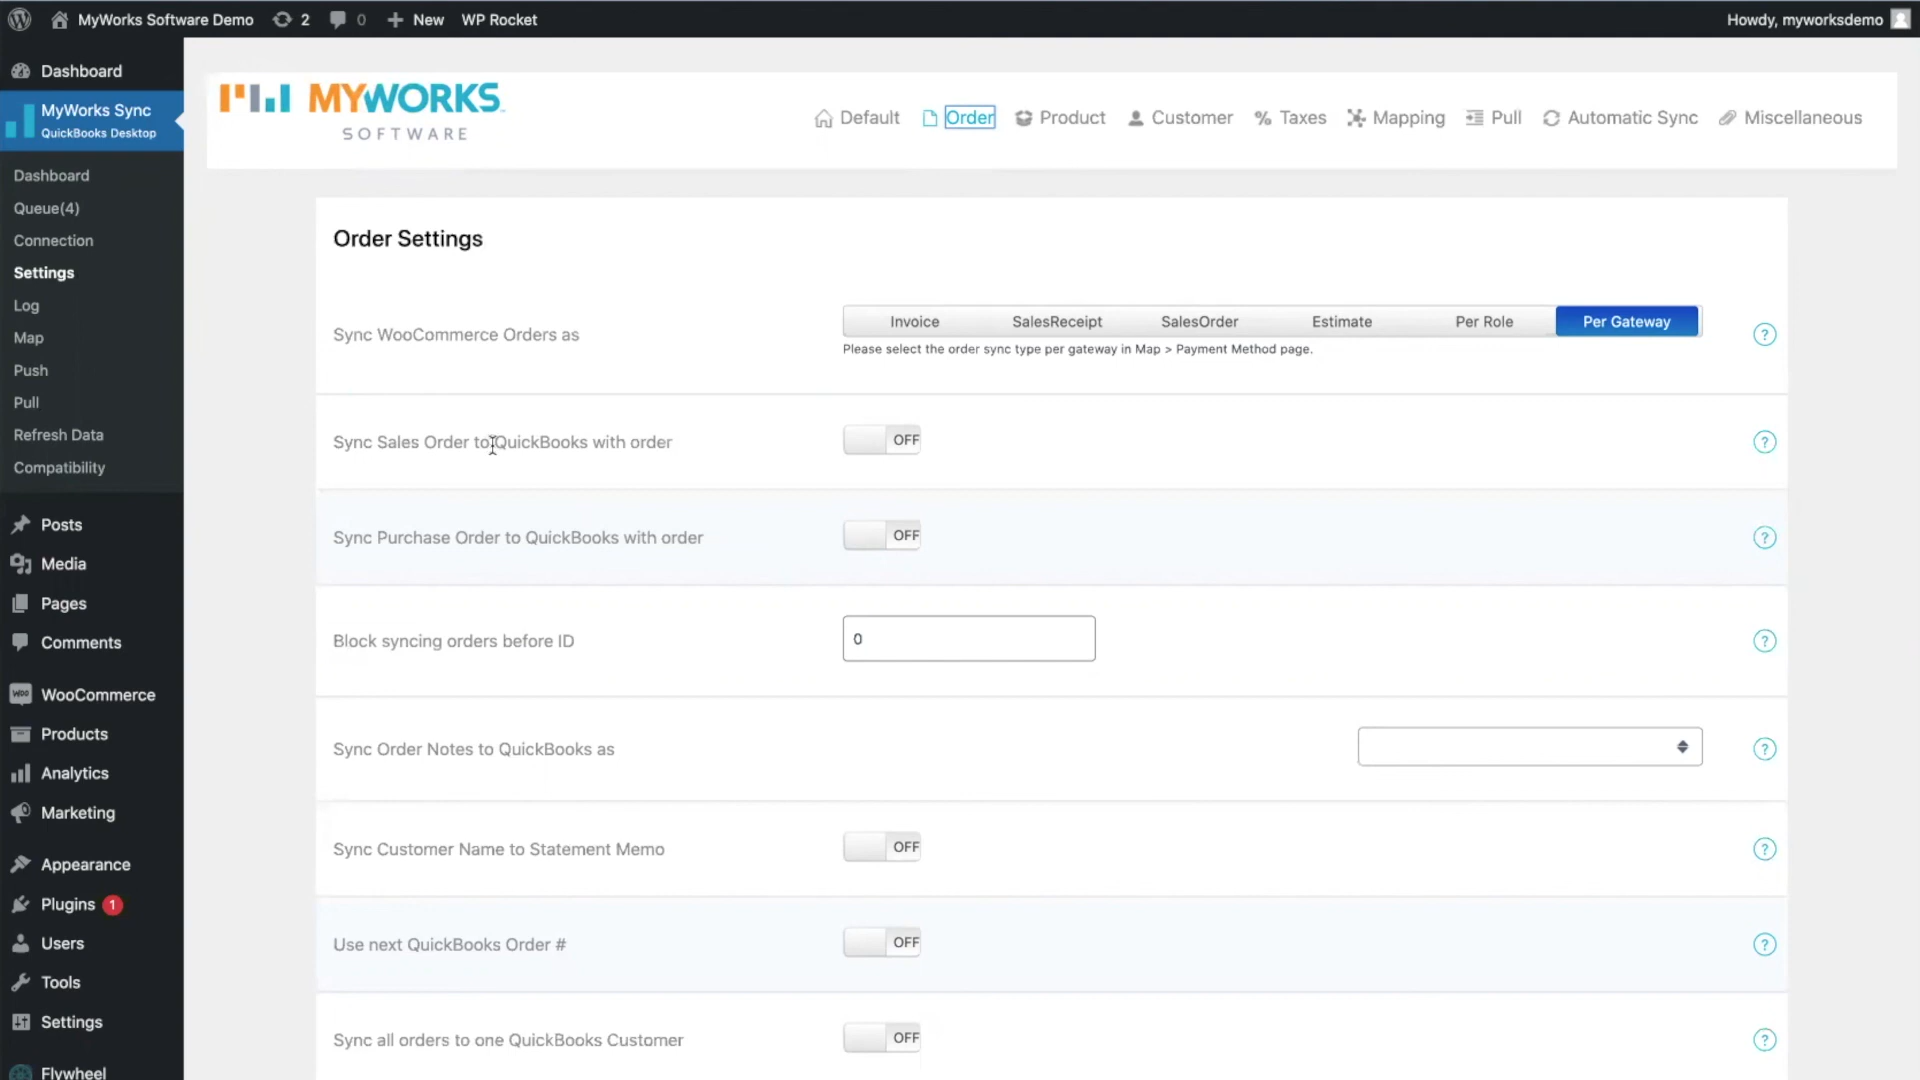 MyWorks Software Demo 2 0 New WP Rocket Howdy, myworksdemo
Dashboard
MyWorks Sync
QuickBooks Desktop
Dashboard
Queue(4)
Connection
Settings
Log
Map
Push
Pull
Refresh Data
Compatibility
Posts
Media
Pages
Comments
WooCommerce
Products
Analytics
Marketing
Appearance
Plugins 1
Users
Tools
Settings
Flywheel
MYWORKS
SOFTWARE
Default Order Product Customer Taxes Mapping Pull Automatic Sync Miscellaneous
Order Settings
Sync WooCommerce Orders as
Invoice SalesReceipt SalesOrder Estimate Per Role Per Gateway
Please select the order sync type per gateway in Map > Payment Method page.
Sync Sales Order to QuickBooks with order OFF
Sync Purchase Order to QuickBooks with order OFF
Block syncing orders before ID 0
Sync Order Notes to QuickBooks as
Sync Customer Name to Statement Memo OFF
Use next QuickBooks Order # OFF
Sync all orders to one QuickBooks Customer OFF